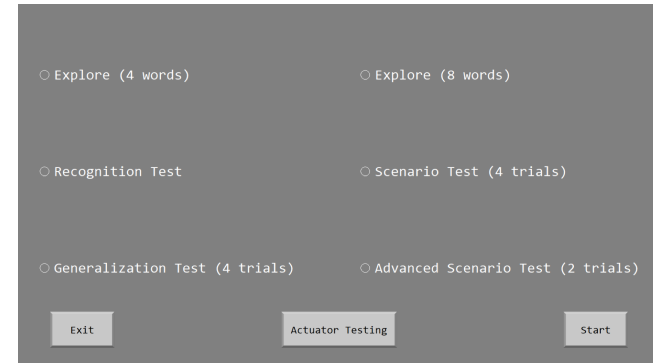 Explore (4 words)
Explore (8 words)
Recognition Test
Scenario Test (4 trials)
Generalization Test (4 trials)
Advanced Scenario Test (2 trials)
Exit
Actuator Testing
Start